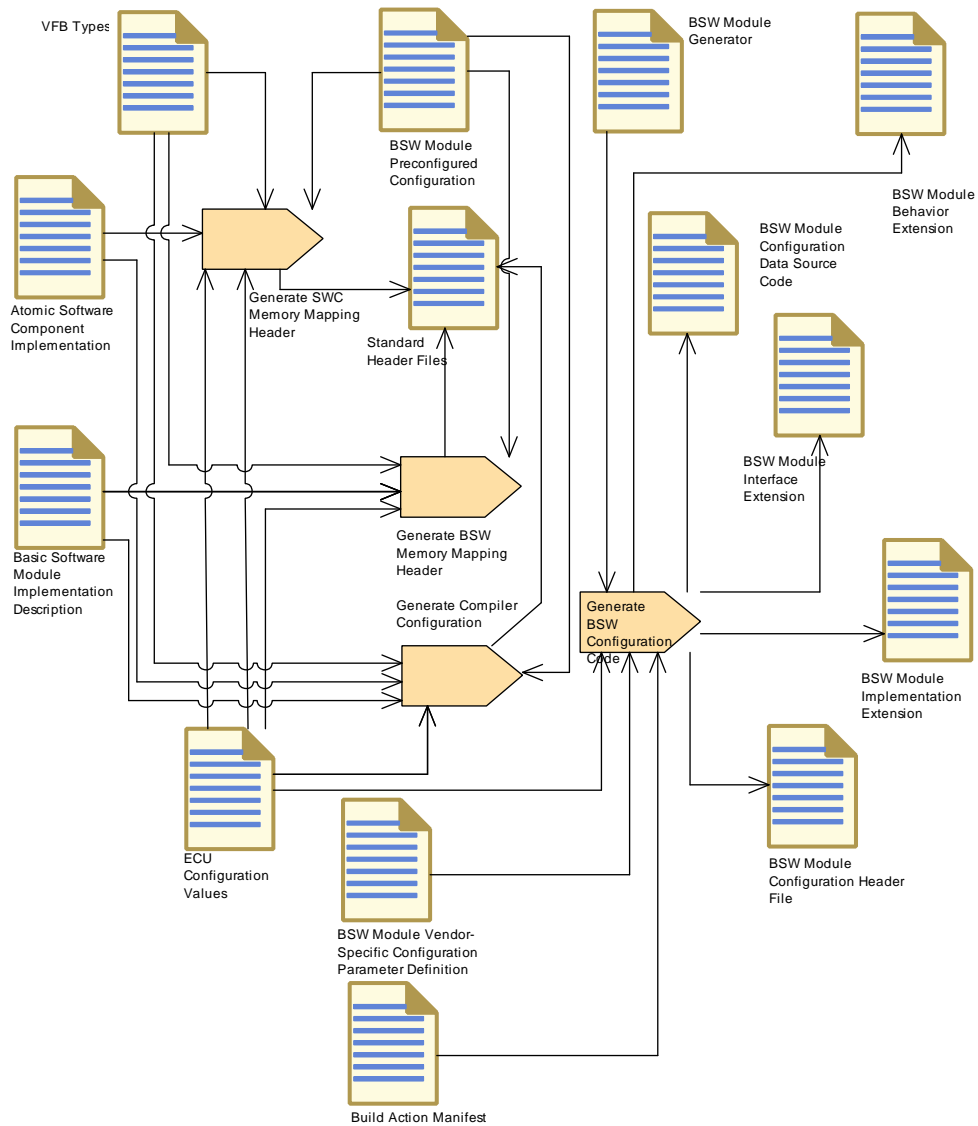 VFB Types
BSW Module
Generator
BSW Module
Preconfigured
Configuration
BSW Module
Behavior
Extension
BSW Module
Configuration
Data Source
Code
Atomic Software
Component
Implementation
Generate SWC
Memory Mapping
Header
Standard
Header Files
BSW Module
Interface
Extension
Basic Software
Module
Implementation
Description
Generate BSW
Memory Mapping
Header
Generate Compiler
Configuration
Generate
BSW
Configuration
Code
BSW Module
Implementation
Extension
ECU
Configuration
Values
BSW Module
Configuration Header
File
BSW Module Vendor-
Specific Configuration
Parameter Definition
Build Action Manifest